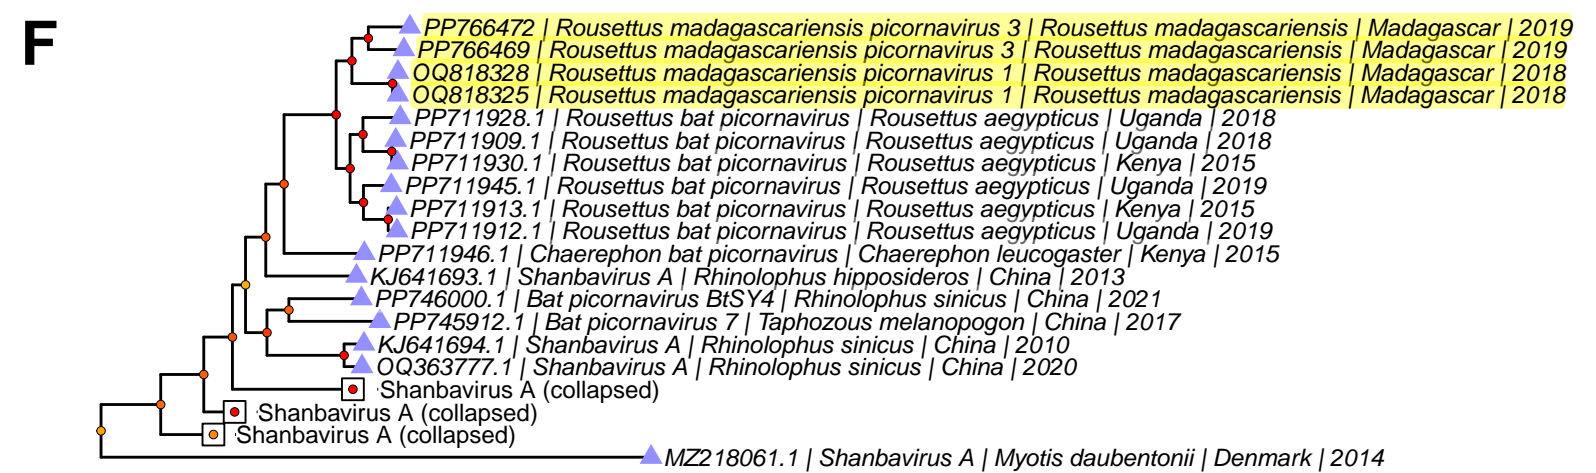 F
PP766472 | Rousettus madagascariensis picornavirus 3 | Rousettus madagascariensis | Madagascar | 2019
PP766469 | Rousettus madagascariensis picornavirus 3 | Rousettus madagascariensis | Madagascar | 2019
OQ818328 | Rousettus madagascariensis picornavirus 1 | Rousettus madagascariensis | Madagascar | 2018
OQ818325 | Rousettus madagascariensis picornavirus 1 | Rousettus madagascariensis | Madagascar | 2018
PP711928.1 | Rousettus bat picornavirus | Rousettus aegypticus | Uganda | 2018
PP711909.1 | Rousettus bat picornavirus | Rousettus aegypticus | Uganda | 2018
PP711930.1 | Rousettus bat picornavirus | Rousettus aegypticus | Kenya | 2015
PP711945.1 | Rousettus bat picornavirus | Rousettus aegypticus | Uganda | 2019
PP711913.1 | Rousettus bat picornavirus | Rousettus aegypticus | Kenya | 2015
PP711912.1 | Rousettus bat picornavirus | Rousettus aegypticus | Uganda | 2019
PP711946.1 | Chaerephon bat picornavirus | Chaerephon leucogaster | Kenya | 2015
KJ641693.1 | Shanbavirus A | Rhinolophus hipposideros | China | 2013
PP746000.1 | Bat picornavirus BtSY4 | Rhinolophus sinicus | China | 2021
PP745912.1 | Bat picornavirus 7 | Taphozous melanopogon | China | 2017
KJ641694.1 | Shanbavirus A | Rhinolophus sinicus | China | 2010
OQ363777.1 | Shanbavirus A | Rhinolophus sinicus | China | 2020
Shanbavirus A (collapsed)
Shanbavirus A (collapsed)
Shanbavirus A (collapsed)
MZ218061.1 | Shanbavirus A | Myotis daubentonii | Denmark | 2014